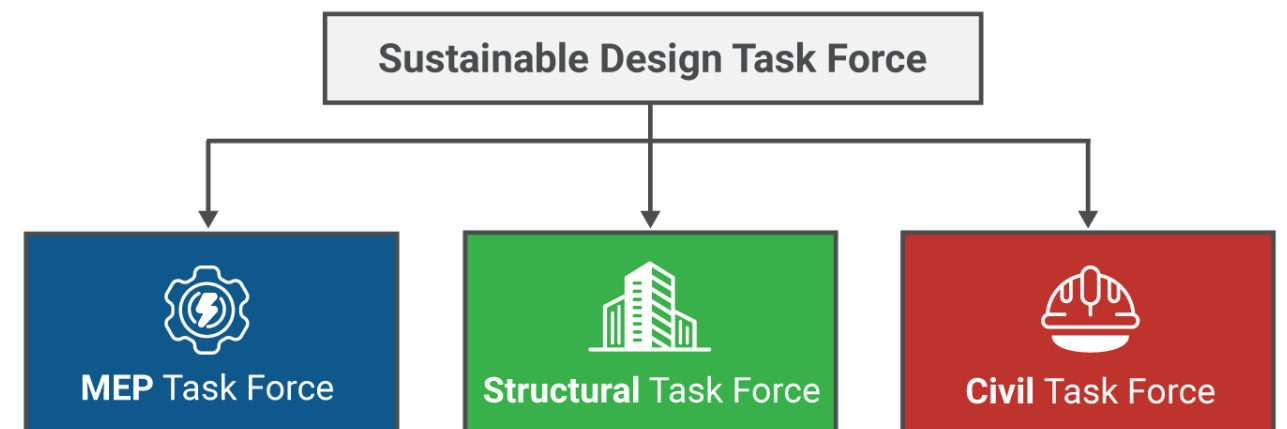 Sustainable Design Task Force
MEP Task Force
Structural Task Force
Civil Task Force